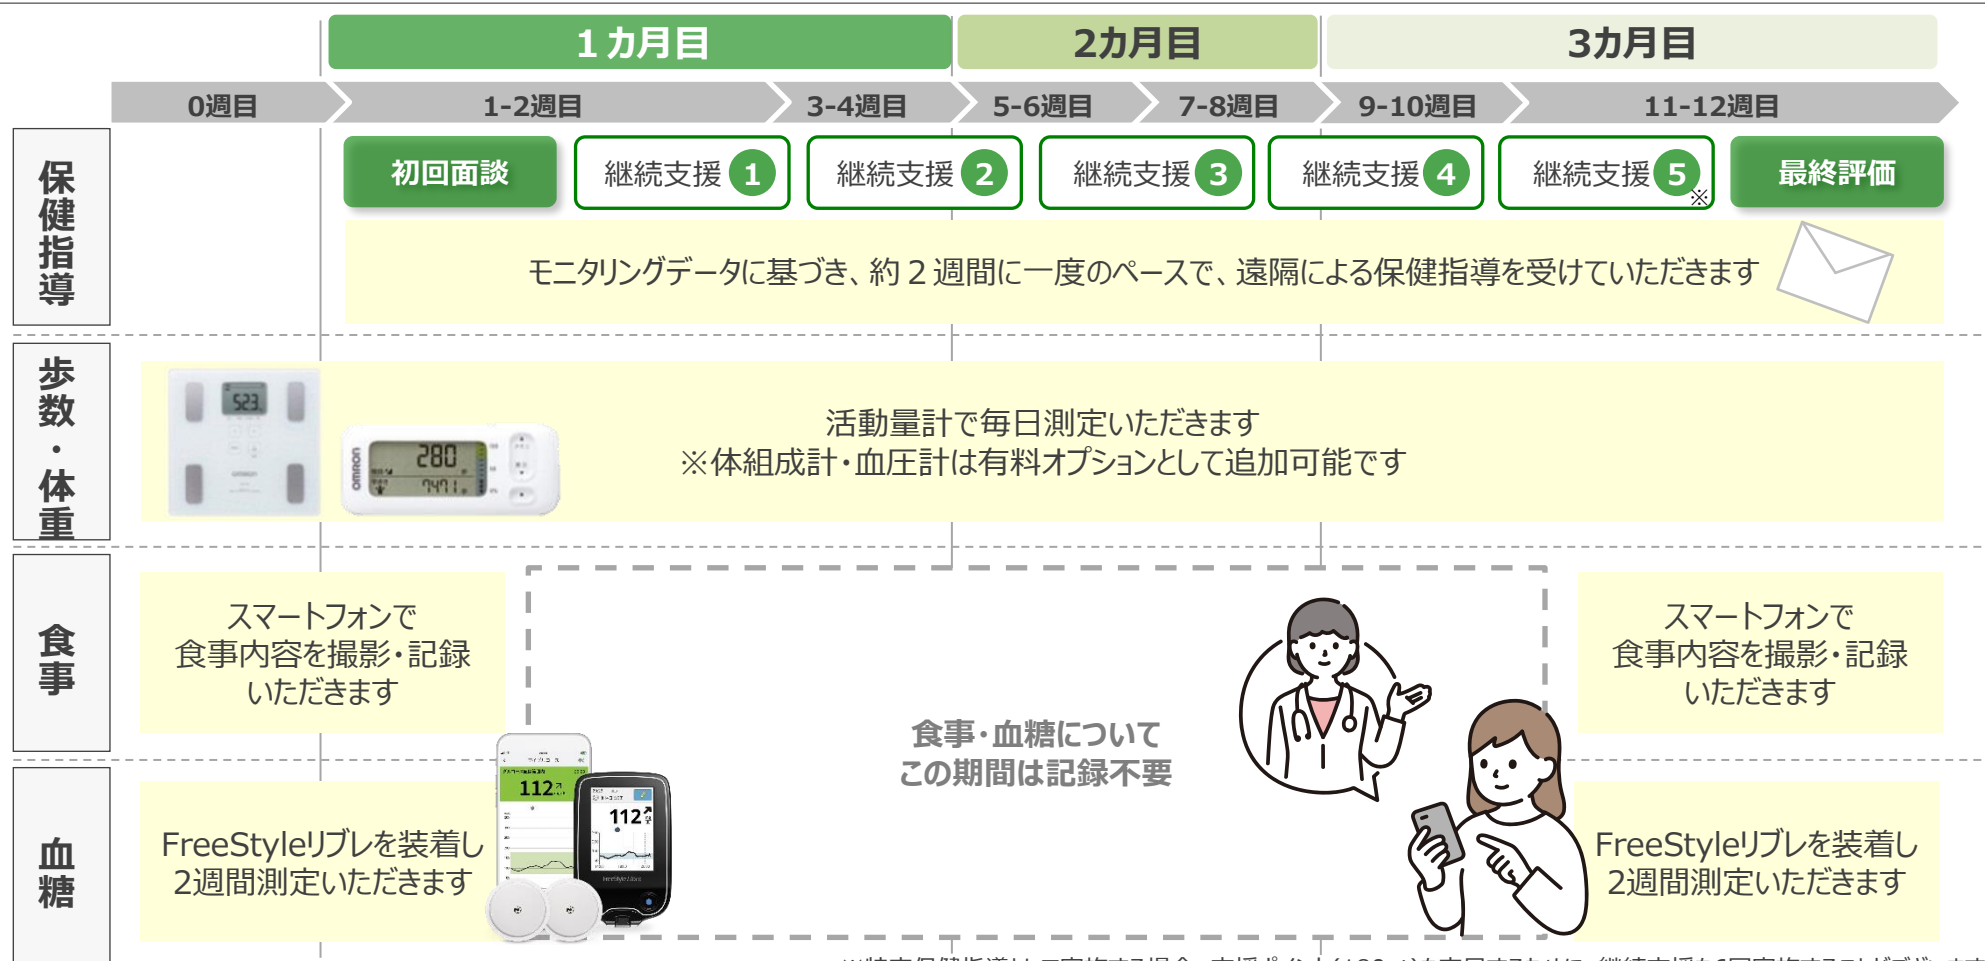 1カ月目
2カ月目
3カ月目
0週目
1-2週目
3-4週目
5-6週目
7-8週目
9-10週目
11-12週目
保健指導
初回面談
継続支援 1
継続支援 2
継続支援 3
継続支援 4
継続支援 5
※
最終評価
モニタリングデータに基づき、約2週間に一度のペースで、遠隔による保健指導を受けていただきます
歩数・体重
523
OMRON
280
7471
活動量計で毎日測定いただきます
※体組成計・血圧計は有料オプションとして追加可能です
食事
スマートフォンで
食事内容を撮影・記録
いただきます
食事・血糖について
この期間は記録不要
スマートフォンで
食事内容を撮影・記録
いただきます
血糖
FreeStyleリブレを装着し
2週間測定いただきます
112
112
FreeStyleリブレを装着し
2週間測定いただきます